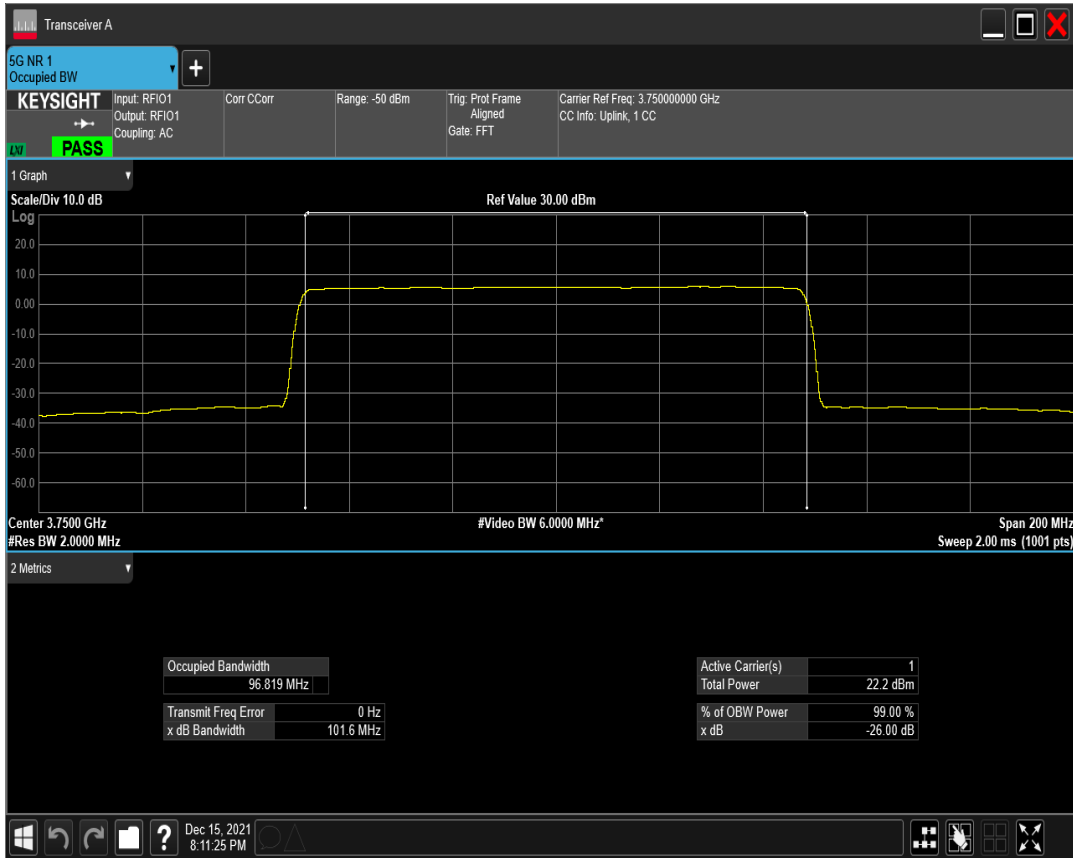 Transceiver A
5G NR 1
Occupied BW
KEYSIGHT
LXI
PASS
Input: RFIO1
Output: RFIO1
Coupling: AC
Corr CCorr
Range: -50 dBm
Trig: Prot Frame
Aligned
Gate: FFT
Carrier Ref Freq: 3.750000000 GHz
CC Info: Uplink, 1 CC
1 Graph
Scale/Div 10.0 dB
Ref Value 30.00 dBm
Log
20.0
10.0
0.00
-10.0
-20.0
-30.0
-40.0
-50.0
-60.0
Center 3.7500 GHz
#Video BW 6.0000 MHz*
Span 200 MHz
#Res BW 2.0000 MHz
Sweep 2.00 ms (1001 pts)
2 Metrics
Occupied Bandwidth
96.819 MHz
Transmit Freq Error 0 Hz
x dB Bandwidth 101.6 MHz
Active Carrier(s) 1
Total Power 22.2 dBm
% of OBW Power 99.00 %
x dB -26.00 dB
Dec 15, 2021
8:11:25 PM